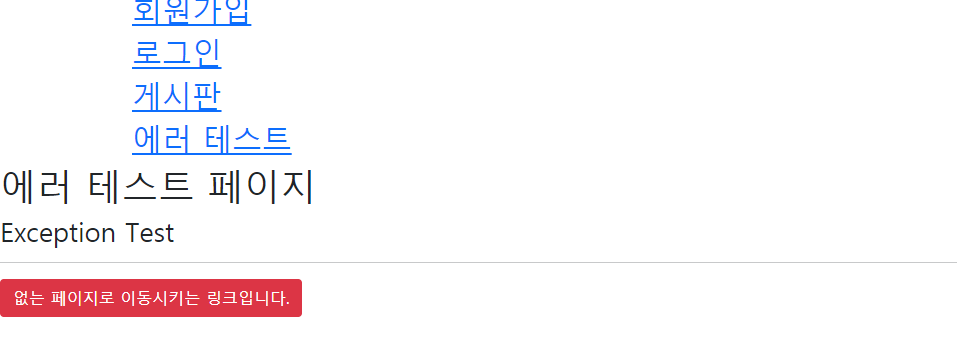 회원가입
로그인
게시판
에러 테스트
에러 테스트 페이지
Exception Test
없는 페이지로 이동시키는 링크입니다.